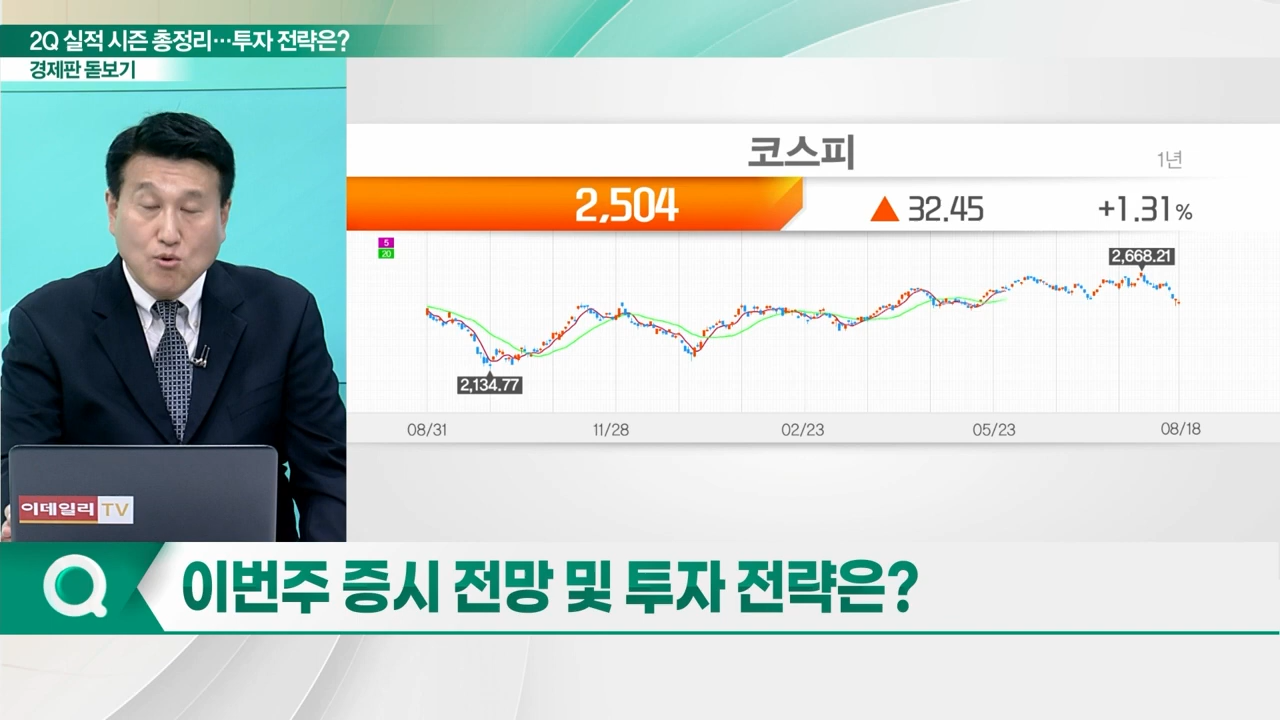 2Q 실적 시즌 총정리…투자 전략은?
경제판 돋보기
코스피
1년
2,504
▲ 32.45
+1.31%
5
20
2,668.21
2,134.77
08/31
11/28
02/23
05/23
08/18
이데일리 TV
Q 이번주 증시 전망 및 투자 전략은?